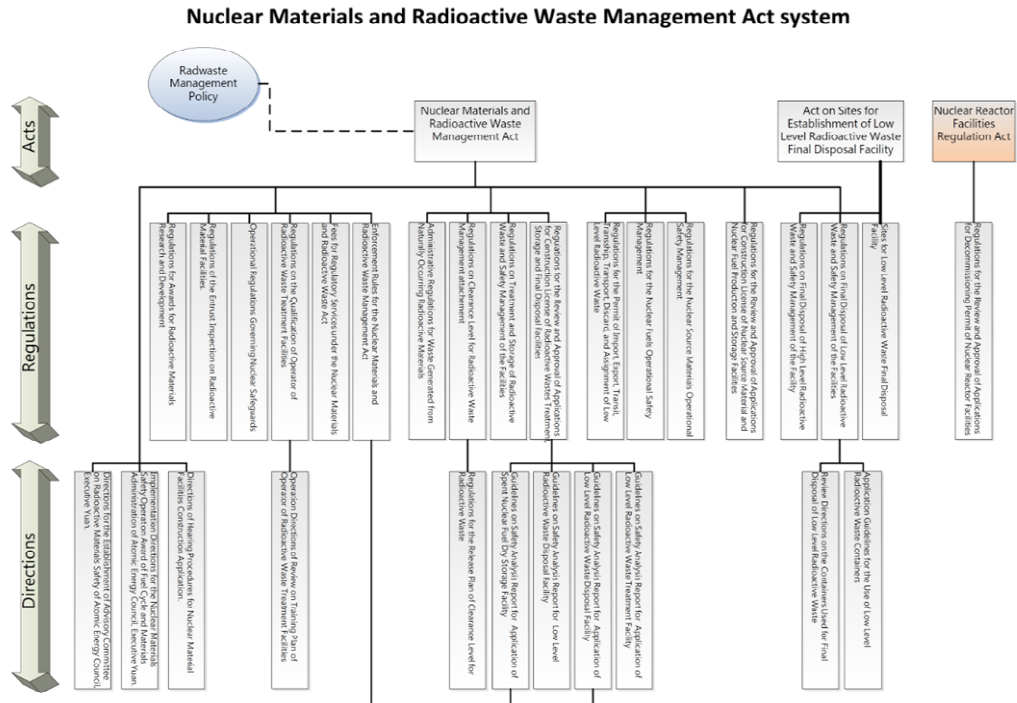 Nuclear Materials and Radioactive Waste Management Act system
Radwaste
Management
Policy
Acts
Nuclear Materials and
Radioactive Waste
Management Act
Act on Sites for
Establishment of Low
Level Radioactive Waste
Final Disposal Facility
Nuclear Reactor
Facilities
Regulation Act
Regulations
Regulations for Awards for Radioactive Materials
Research and Development
Regulations of the Entrust Inspection on Radioactive
Material Facilities.
Operational Regulations Governing Nuclear Safeguards
Regulations on the Qualification of Operator of
Radioactive Waste Treatment Facilities
Fees for Regulatory Services under the Nuclear Materials
and Radioactive Waste Act
Enforcement Rules for the Nuclear Materials and
Radioactive Waste Management Act
Administrative Regulations for Waste Generated from
Naturally Occurring Radioactive Materials
Regulations on Clearance Level for Radioactive Waste
Management attachment
Regulations on Treatment and Storage of Radioactive
Waste and Safety Management of the Facilities
Regulations for the Review and Approval of Applications
for Construction License of Radioactive Wastes Treatment,
Storage and Final Disposal Facilities
Regulations for the Permit of Import, Export, Transit,
Tranship, Transport, Discard, and Assignment of Low
Level Radioactive Waste
Regulations for the Nuclear Fuels Operational Safety
Management
Regulations for the Nuclear Source Materials Operational
Safety Management
Regulations for the Review and Approval of Applications
for Construction License of Nuclear Source Material and
Nuclear Fuel Production and Storage Facilities
Regulations on Final Disposal of High Level Radioactive
Waste and Safety Management of the Facility
Regulations on Final Disposal of Low Level Radioactive
Waste and Safety Management of the Facilities
Sites for Low Level Radioactive Waste Final Disposal
Facility
Regulations for the Review and Approval of Applications
for Decommissioning Permit of Nuclear Reactor Facilities
Directions
Directions for the Establishment of Advisory Committee
on Radioactive Materials Safety of Atomic Energy Council,
Executive Yuan.
Implementation Directions for the Nuclear Materials
Safety Operation Award of Fuel Cycle and Materials
Administration of Atomic Energy Council, Executive Yuan.
Directions of Hearing Procedures for Nuclear Material
Facilities Construction Application.
Operation Directions of Review on Training Plan of
Operator of Radioactive Waste Treatment Facilities
Regulations for the Release Plan of Clearance Level for
Radioactive Waste
Guidelines on Safety Analysis Report for Application of
Spent Nuclear Fuel Dry Storage Facility
Guidelines on Safety Analysis Report for Low Level
Radioactive Waste Disposal Facility
Guidelines on Safety Analysis Report for Application of
Low Level Radioactive Waste Disposal Facility
Guidelines on Safety Analysis Report for Application of
Low Level Radioactive Waste Treatment Facility
Review Directions on the Containers Used for Final
Disposal of Low Level Radioactive Waste
Application Guidelines for the Use of Low Level
Radioactive Waste Containers